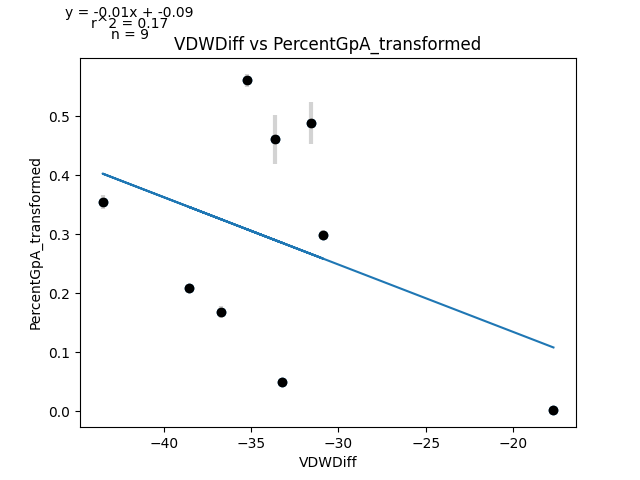 y = -0.01x + -0.09
r^2 = 0.17
n = 9
VDWDiff vs PercentGpA_transformed
PercentGpA_transformed
0.5
0.4
0.3
0.2
0.1
0.0
−40 −35 −30 −25 −20
VDWDiff